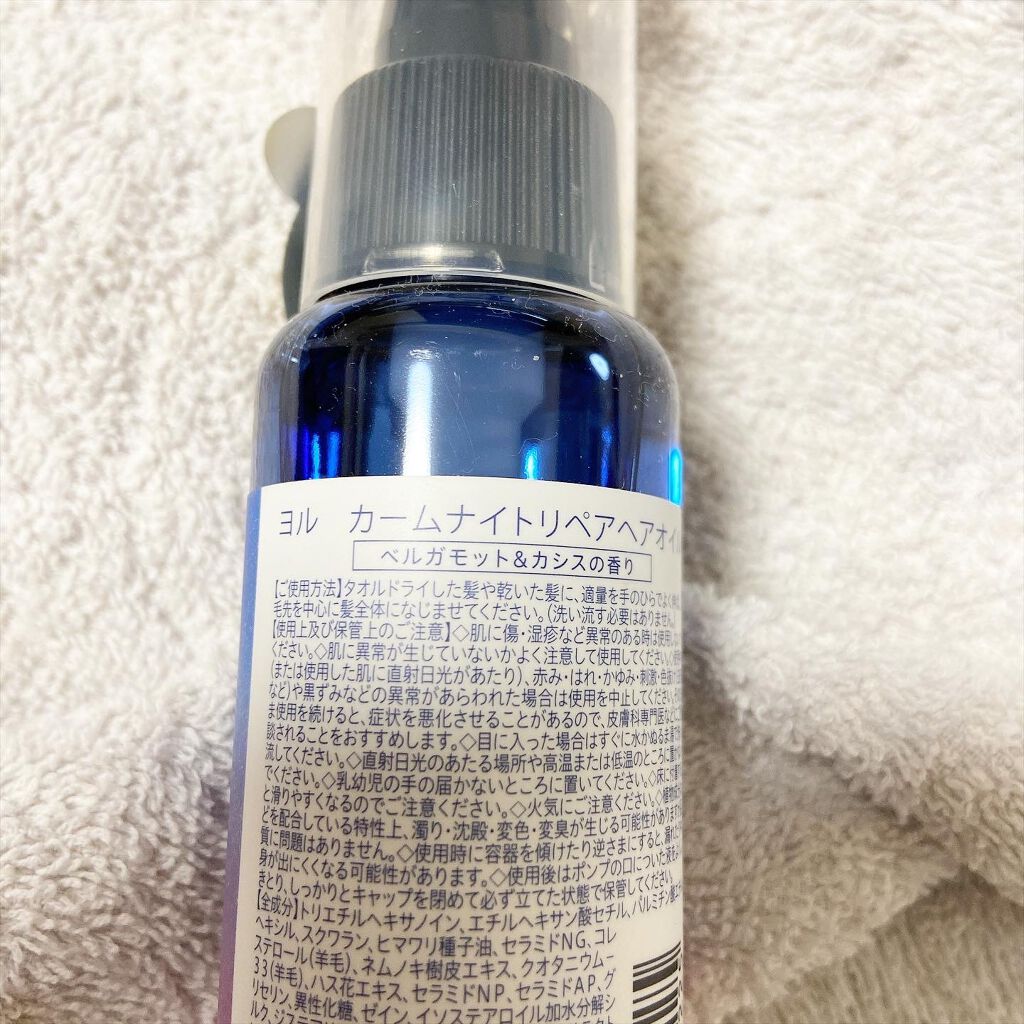 ヨル カームナイトリペアヘアオイル
ベルガモット&カシスの香り
【ご使用方法】タオルドライした髪や乾いた髪に、適量を手のひらでよく
毛先を中心に髪全体になじませてください。(洗い流す必要はありません)
【使用上及び保管上のご注意】◇肌に傷・湿疹など異常のある時は使用し
ください。◇肌に異常が生じていないかよく注意して使用してください。
(または使用した肌に直射日光があたり)、赤み・はれ・かゆみ・刺激・色抜け
など)や黒ずみなどの異常があらわれた場合は使用を中止してください。
ま使用を続けると、症状を悪化させることがあるので、皮膚科専門医など
談されることをおすすめします。◇目に入った場合はすぐに水かぬるま湯で
流してください。◇直射日光のあたる場所や高温または低温のところに置か
でください。◇乳幼児の手の届かないところに置いてください。◇床に付着
と滑りやすくなるのでご注意ください。◇火気にご注意ください。◇植物
どを配合している特性上、濁り・沈殿・変色・変臭が生じる可能性がありますが
質に問題はありません。◇使用時に容器を傾けたり逆さまにすると、漏れた
身が出にくくなる可能性があります。◇使用後はポンプの口についた液を
きとり、しっかりとキャップを閉めて必ず立てた状態で保管してください。
【全成分】トリエチルヘキサノイン、エチルヘキサン酸セチル、パルミチン酸エチ
ヘキシル、スクワラン、ヒマワリ種子油、セラミドNG、コレ
ステロール(羊毛)、ネムノキ樹皮エキス、クオタニウムー
33(羊毛)、ハス花エキス、セラミドNP、セラミドAP、グ
リセリン、異性化糖、ゼイン、イソステアロイル加水分解シ